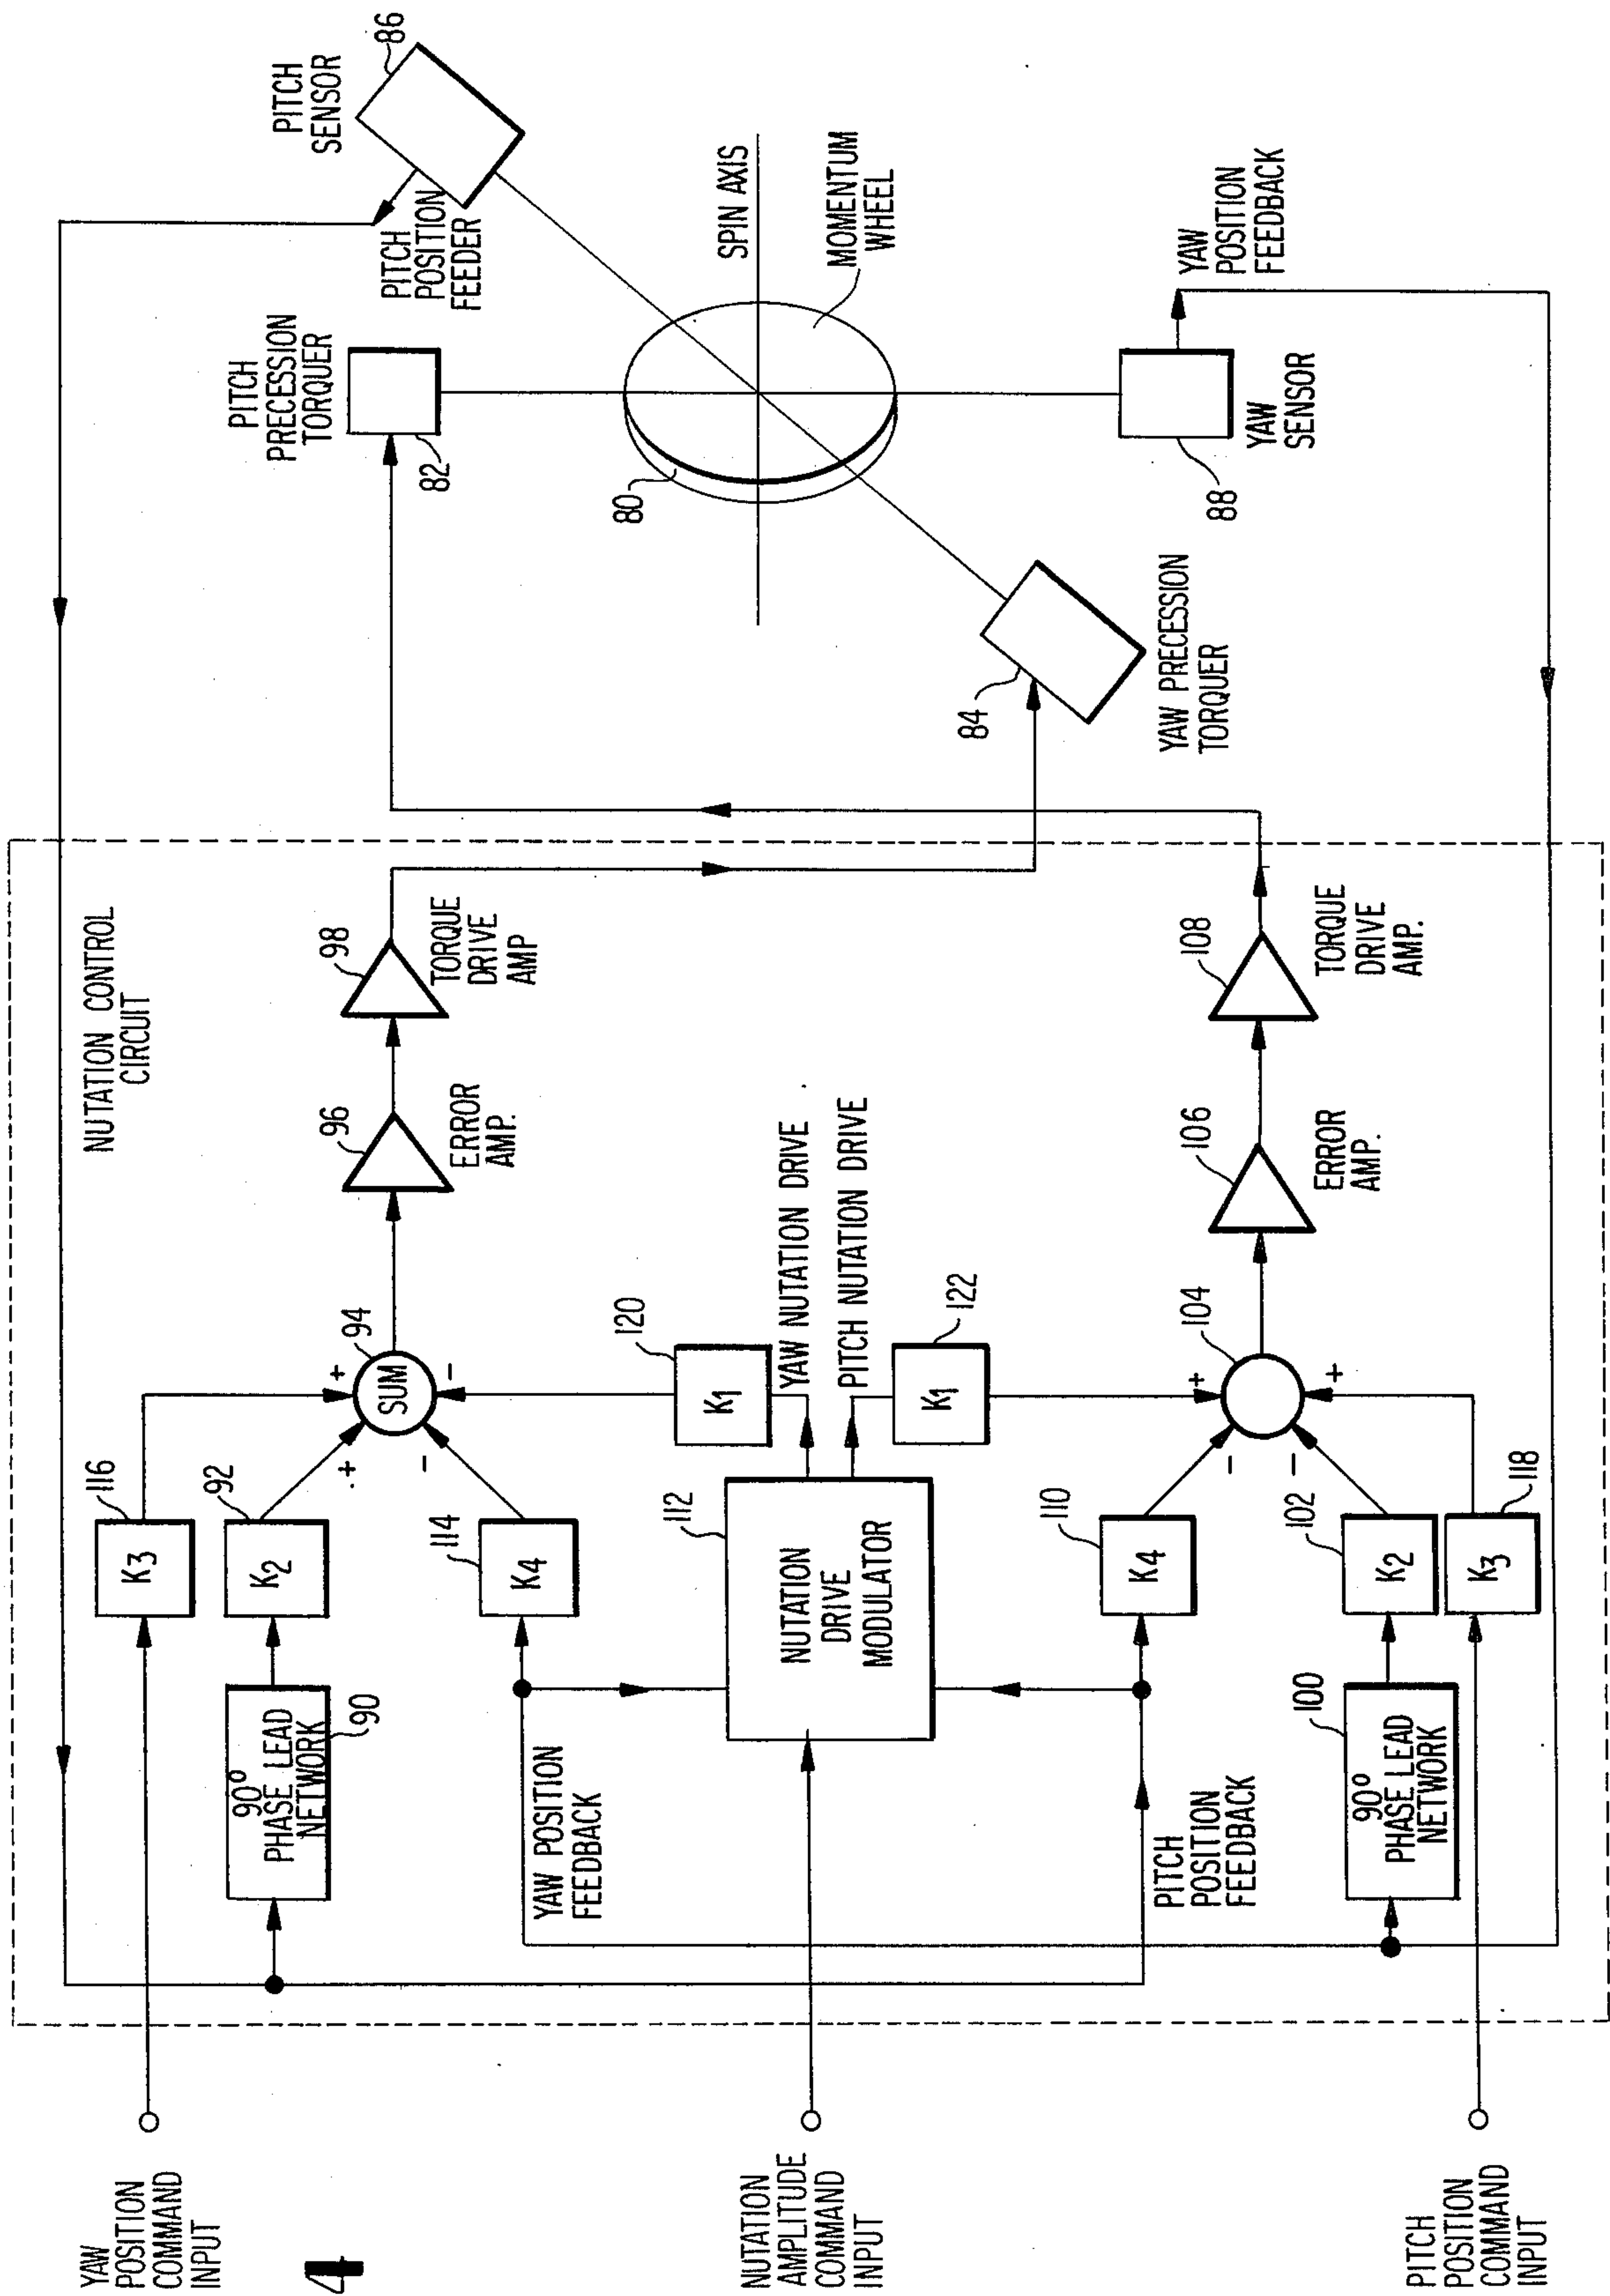 YAW
POSITION
COMMAND
INPUT
4
NUTATION
AMPLITUDE
COMMAND
INPUT
PITCH
POSITION
COMMAND
INPUT
NUTATION CONTROL
CIRCUIT
K3
116
90°
PHASE LEAD
NETWORK
90
K2
92
K4
114
YAW POSITION
FEEDBACK
SUM
94
+
+
-
-
ERROR
AMP.
96
TORQUE
DRIVE
AMP
98
NUTATION
DRIVE
MODULATOR
112
K1
120
YAW NUTATION DRIVE
PITCH NUTATION DRIVE
K1
122
PITCH
POSITION
FEEDBACK
K4
110
90°
PHASE LEAD
NETWORK
100
K2
102
K3
118
104
+
-
-
+
106
ERROR
AMP.
108
TORQUE
DRIVE
AMP.
PITCH
SENSOR
86
PITCH
POSITION
FEEDER
PITCH
PRECESSION
TORQUER
82
SPIN AXIS
MOMENTUM
WHEEL
80
84
YAW PRECESSION
TORQUER
YAW
SENSOR
88
YAW
POSITION
FEEDBACK